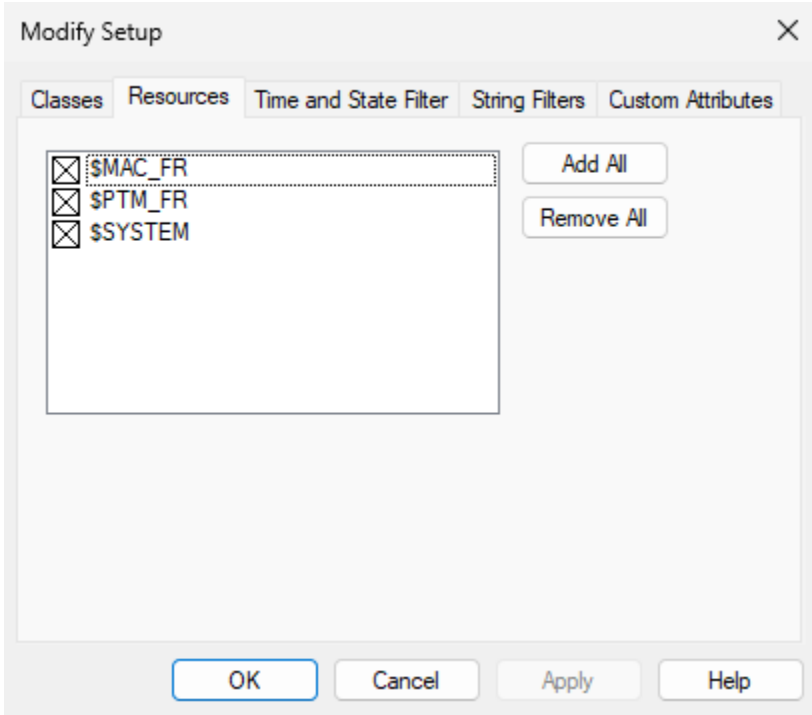 Modify Setup
Classes Resources Time and State Filter String Filters Custom Attributes
$MAC_FR
$PTM_FR
$SYSTEM
Add All
Remove All
OK Cancel Apply Help